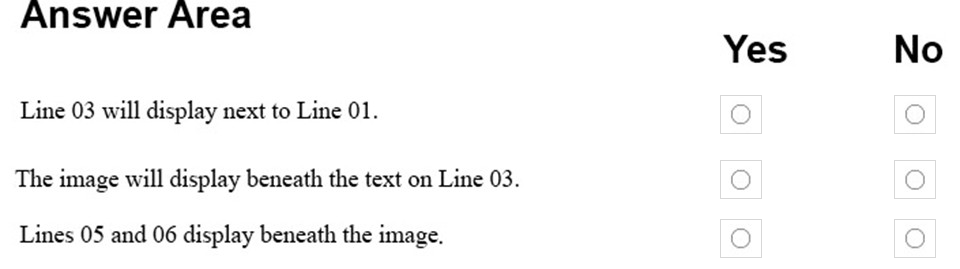 Answer Area
Yes No
Line 03 will display next to Line 01.
The image will display beneath the text on Line 03.
Lines 05 and 06 display beneath the image.